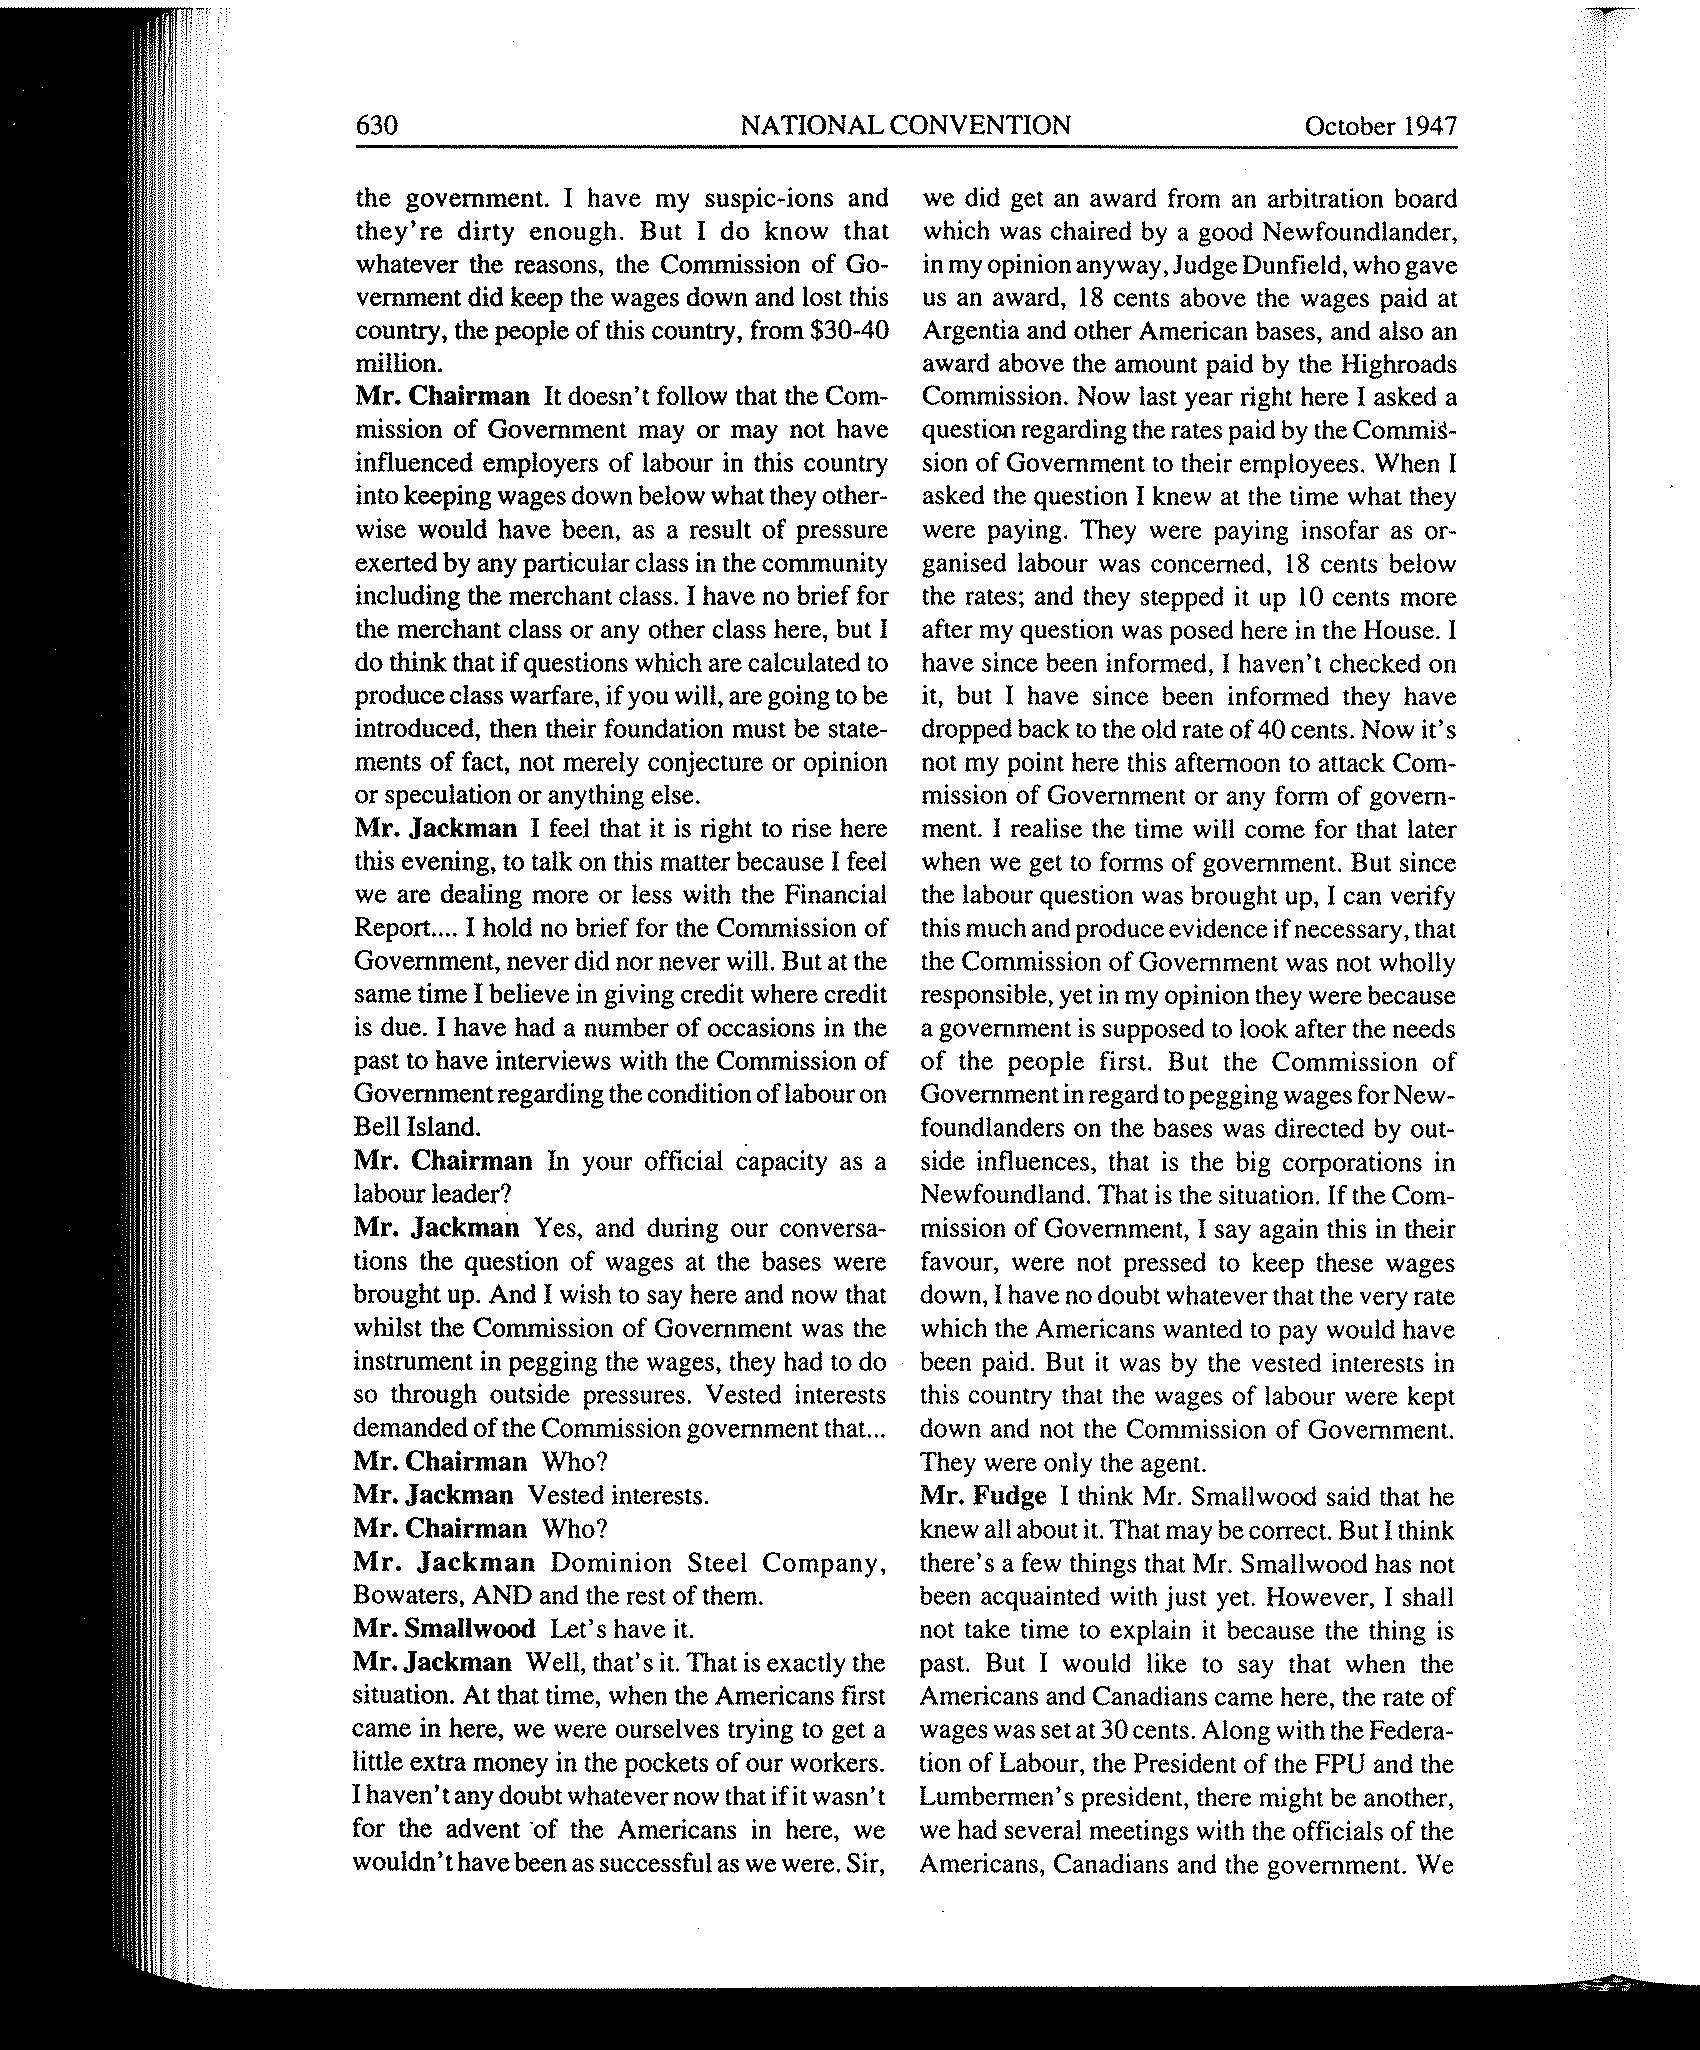 630 NATIONAL CONVENTION October 1947
the government. I have my suspic-ions and
they're dirty enough. But I do know that
whatever the reasons, the Commission of Go-
vernment did keep the wages down and lost this
country, the people of this country, from $30-40
million.
Mr. Chairman It doesn't follow that the Com-
mission of Government may or may not have
influenced employers of labour in this country
into keeping wages down below what they other-
wise would have been, as a result of pressure
exerted by any particular class in the community
including the merchant class. I have no brief for
the merchant class or any other class here, but I
do think that if questions which are calculated to
produce class warfare, if you will, are going to be
introduced, then their foundation must be state-
ments of fact, not merely conjecture or opinion
or speculation or anything else.
Mr. Jackman I feel that it is right to rise here
this evening, to talk on this matter because I feel
we are dealing more or less with the Financial
Report.... I hold no brief for the Commission of
Government, never did nor never will. But at the
same time I believe in giving credit where credit
is due. I have had a number of occasions in the
past to have interviews with the Commission of
Government regarding the condition of labour on
Bell Island.
Mr. Chairman In your official capacity as a
labour leader?
Mr. Jackman Yes, and during our conversa-
tions the question of wages at the bases were
brought up. And I wish to say here and now that
whilst the Commission of Government was the
instrument in pegging the wages, they had to do
so through outside pressures. Vested interests
demanded of the Commission government that...
Mr. Chairman Who?
Mr. Jackman Vested interests.
Mr. Chairman Who?
Mr. Jackman Dominion Steel Company,
Bowaters, AND and the rest of them.
Mr. Smallwood Let's have it.
Mr. Jackman Well, that's it. That is exactly the
situation. At that time, when the Americans first
came in here, we were ourselves trying to get a
little extra money in the pockets of our workers.
I haven't any doubt whatever now that if it wasn't
for the advent of the Americans in here, we
wouldn't have been as successful as we were. Sir,
we did get an award from an arbitration board
which was chaired by a good Newfoundlander,
in my opinion anyway, Judge Dunfield, who gave
us an award, 18 cents above the wages paid at
Argentia and other American bases, and also an
award above the amount paid by the Highroads
Commission. Now last year right here I asked a
question regarding the rates paid by the Commis-
sion of Government to their employees. When I
asked the question I knew at the time what they
were paying. They were paying insofar as or-
ganised labour was concerned, 18 cents below
the rates; and they stepped it up 10 cents more
after my question was posed here in the House. I
have since been informed, I haven't checked on
it, but I have since been informed they have
dropped back to the old rate of 40 cents. Now it's
not my point here this afternoon to attack Com-
mission of Government or any form of govern-
ment. I realise the time will come for that later
when we get to forms of government. But since
the labour question was brought up, I can verify
this much and produce evidence if necessary, that
the Commission of Government was not wholly
responsible, yet in my opinion they were because
a government is supposed to look after the needs
of the people first. But the Commission of
Government in regard to pegging wages for New-
foundlanders on the bases was directed by out-
side influences, that is the big corporations in
Newfoundland. That is the situation. If the Com-
mission of Government, I say again this in their
favour, were not pressed to keep these wages
down, I have no doubt whatever that the very rate
which the Americans wanted to pay would have
been paid. But it was by the vested interests in
this country that the wages of labour were kept
down and not the Commission of Government.
They were only the agent.
Mr. Fudge I think Mr. Smallwood said that he
knew all about it. That may be correct. But I think
there's a few things that Mr. Smallwood has not
been acquainted with just yet. However, I shall
not take time to explain it because the thing is
past. But I would like to say that when the
Americans and Canadians came here, the rate of
wages was set at 30 cents. Along with the Federa-
tion of Labour, the President of the FPU and the
Lumbermen's president, there might be another,
we had several meetings with the officials of the
Americans, Canadians and the government. We